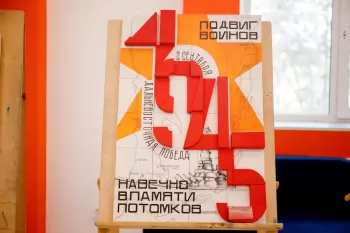 ПОДВИГ
ВОИНОВ
1945
2 СЕНТЯБРЯ
ДАЛЬНЕВОСТОЧНАЯ ПОБЕДА
НАВЕЧНО
В ПАМЯТИ
ПОТОМКОВ